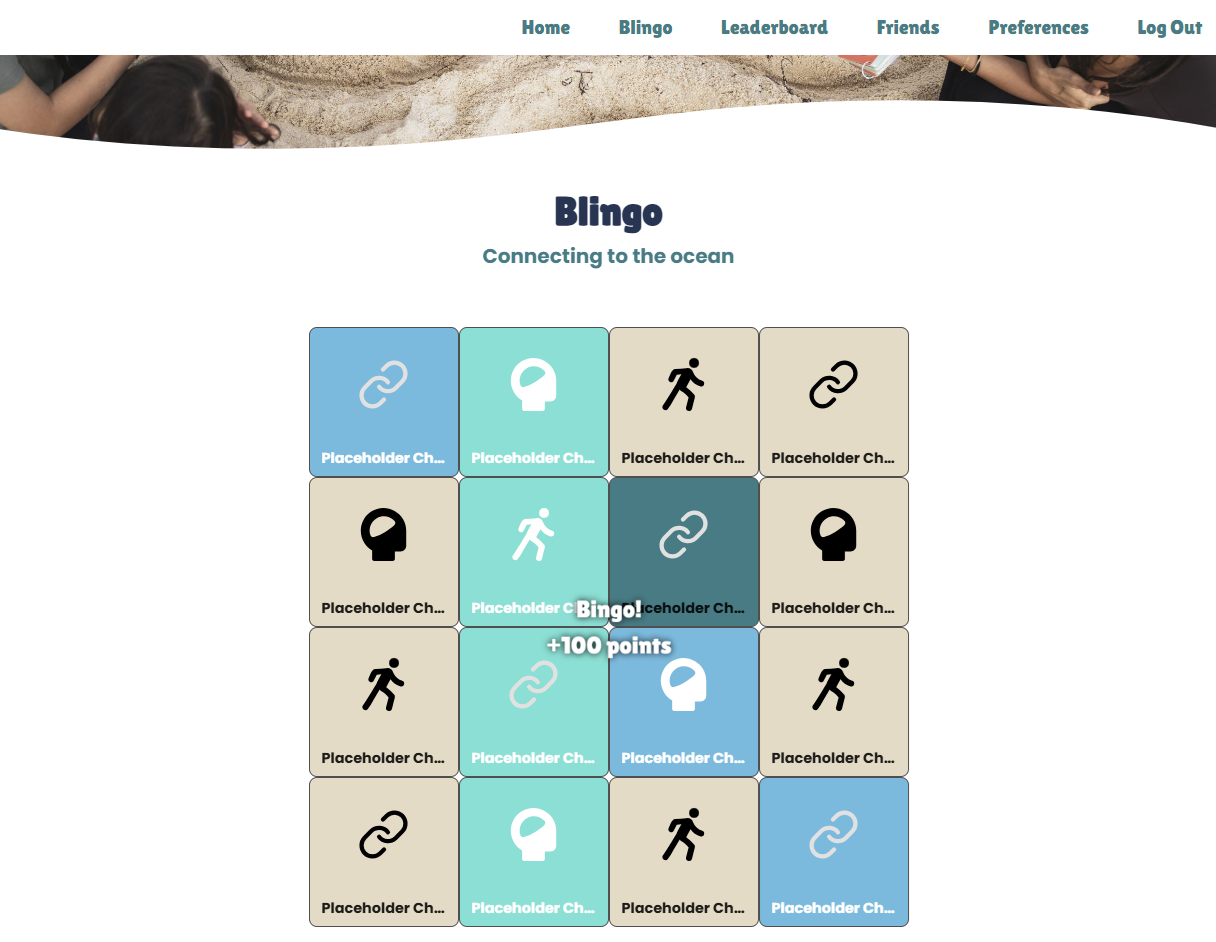 Home Blingo Leaderboard Friends Preferences Log Out
Blingo
Connecting to the ocean
Placeholder Ch... Placeholder Ch... Placeholder Ch... Placeholder Ch...
Placeholder Ch... Placeholder C Placeholder Ch... Placeholder Ch...
Bingo!
+100 points
Placeholder Ch... Placeholder Ch... Placeholder Ch... Placeholder Ch...
Placeholder Ch... Placeholder Ch... Placeholder Ch... Placeholder Ch...